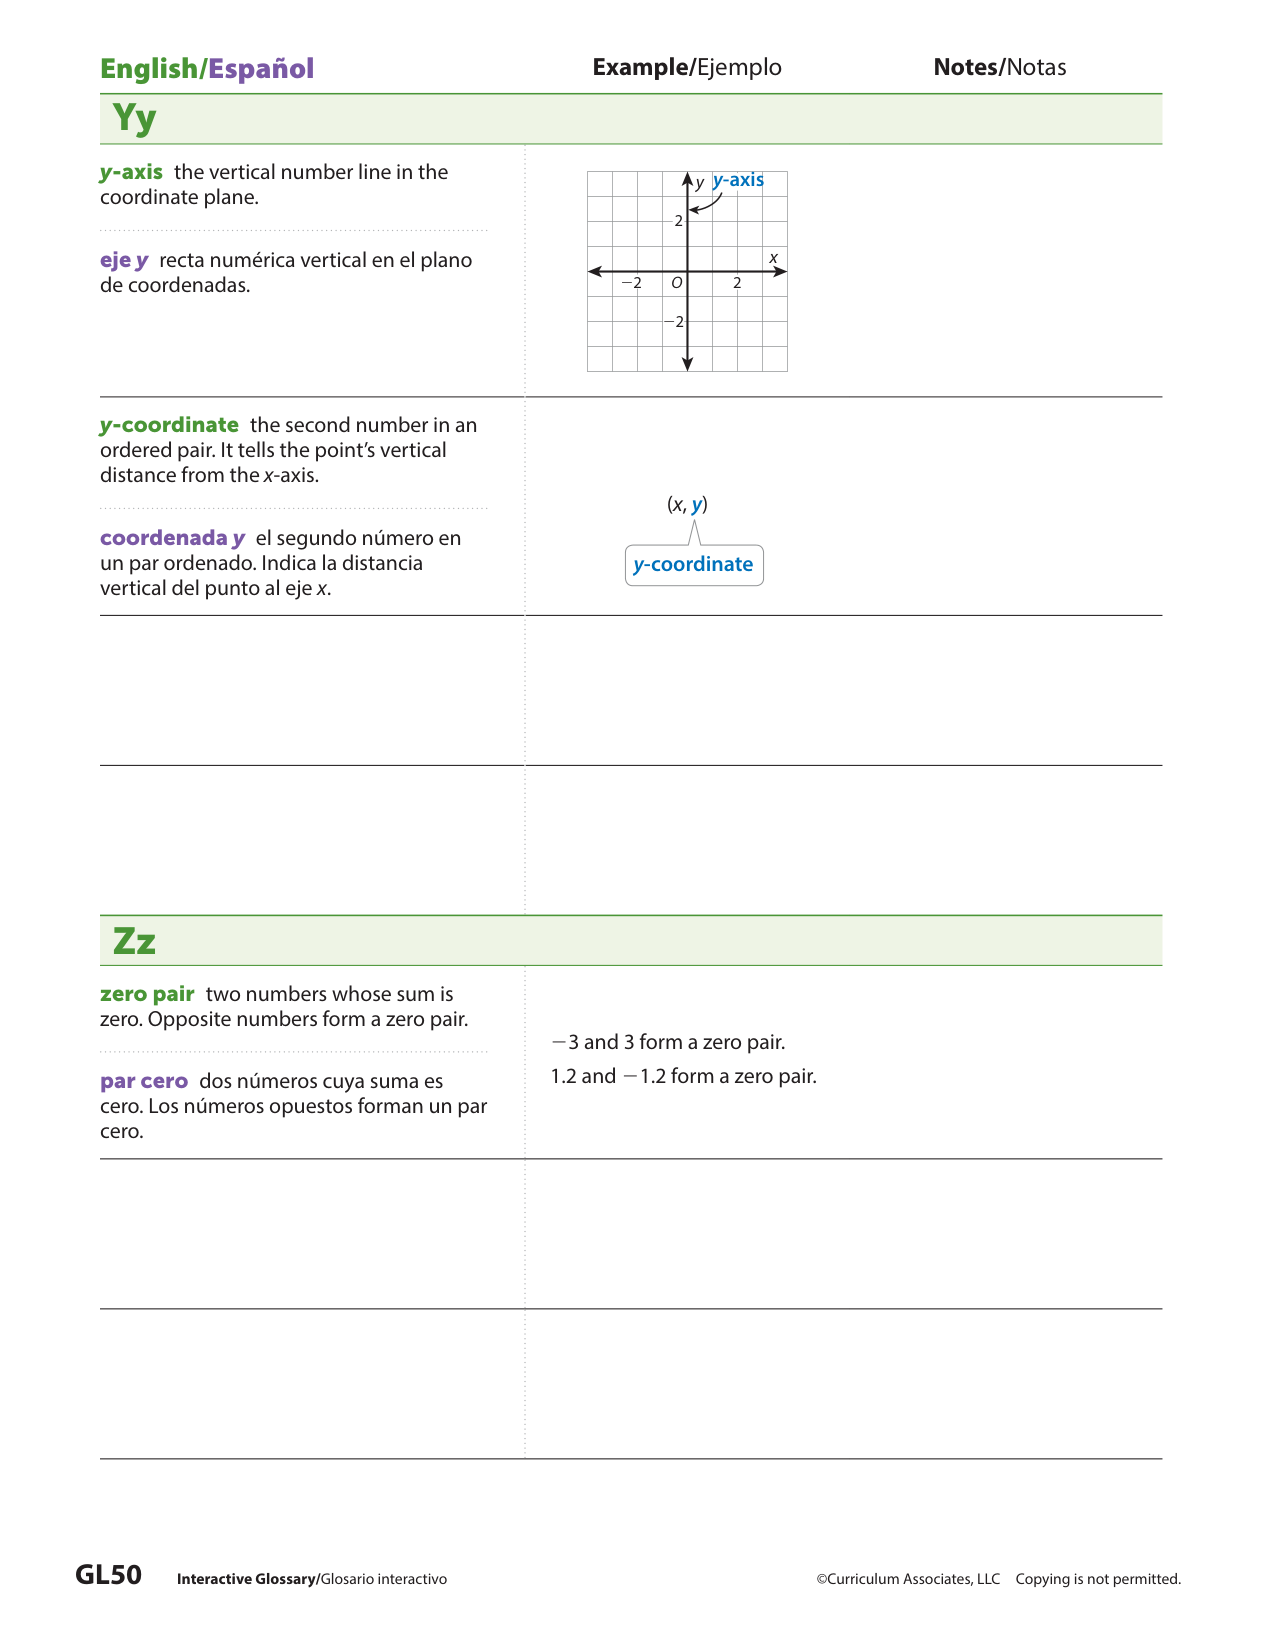 English/Español
Example/Ejemplo
Notes/Notas
Yy
y-axis the vertical number line in the
coordinate plane.
eje y recta numérica vertical en el plano
de coordenadas.
y y-axis
2
x
−2 O 2
−2
y-coordinate the second number in an
ordered pair. It tells the point’s vertical
distance from the x-axis.
coordenada y el segundo número en
un par ordenado. Indica la distancia
vertical del punto al eje x.
(x, y)
y-coordinate
Zz
zero pair two numbers whose sum is
zero. Opposite numbers form a zero pair.
par cero dos números cuya suma es
cero. Los números opuestos forman un par
cero.
−3 and 3 form a zero pair.
1.2 and −1.2 form a zero pair.
GL50 Interactive Glossary/Glosario interactivo
©Curriculum Associates, LLC Copying is not permitted.